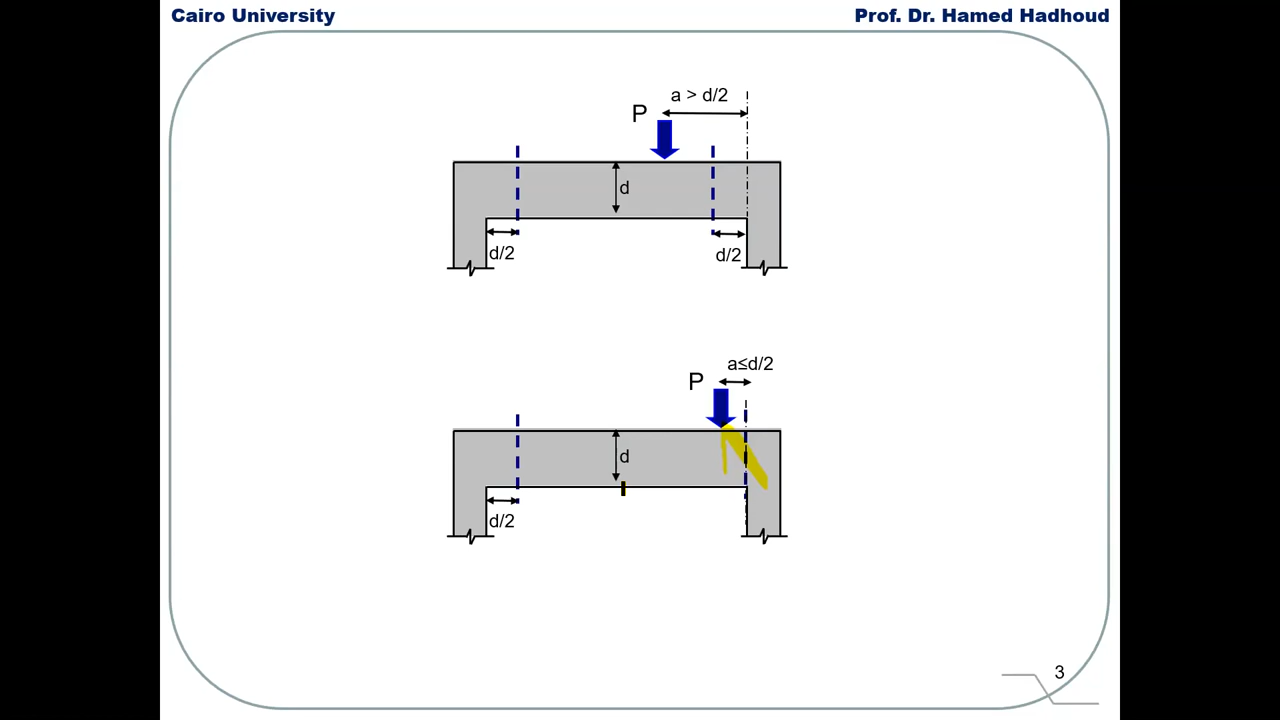 Cairo University
Prof. Dr. Hamed Hadhoud
a > d/2
P
d
d/2
d/2
a≤d/2
P
d
d/2
3